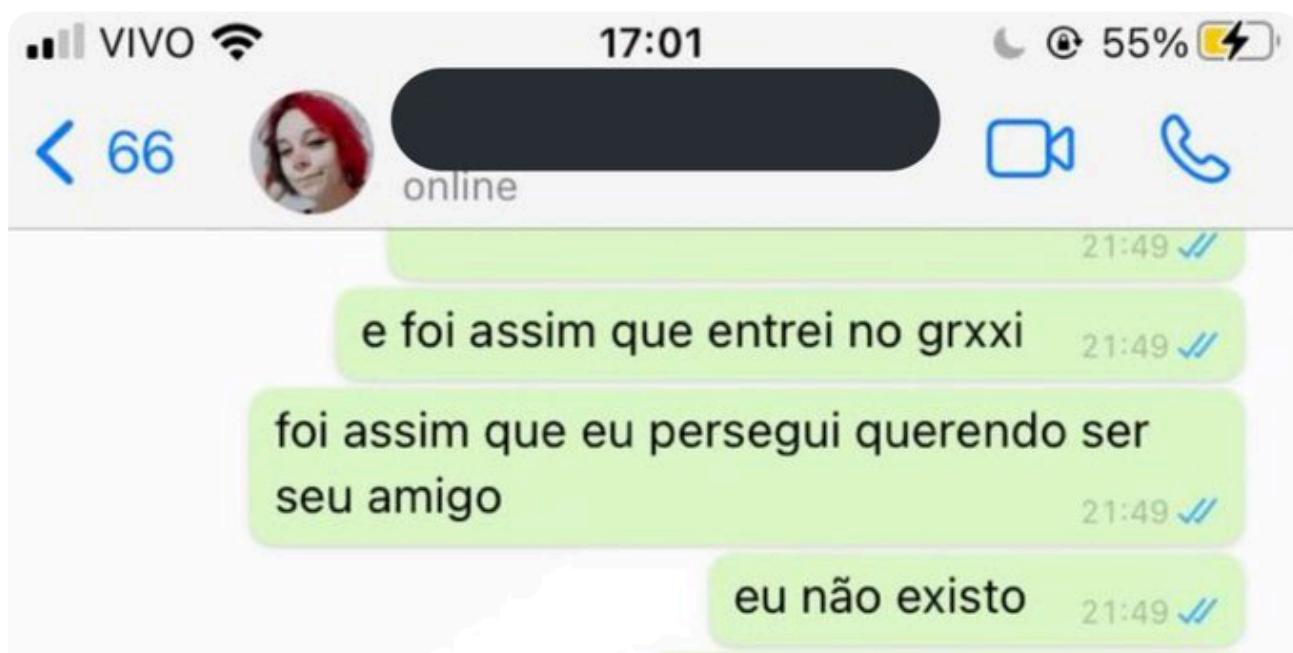 VIVO 17:01 55%
66
online
21:49
e foi assim que entrei no grxxi 21:49
foi assim que eu persegui querendo ser
seu amigo 21:49
eu não existo 21:49